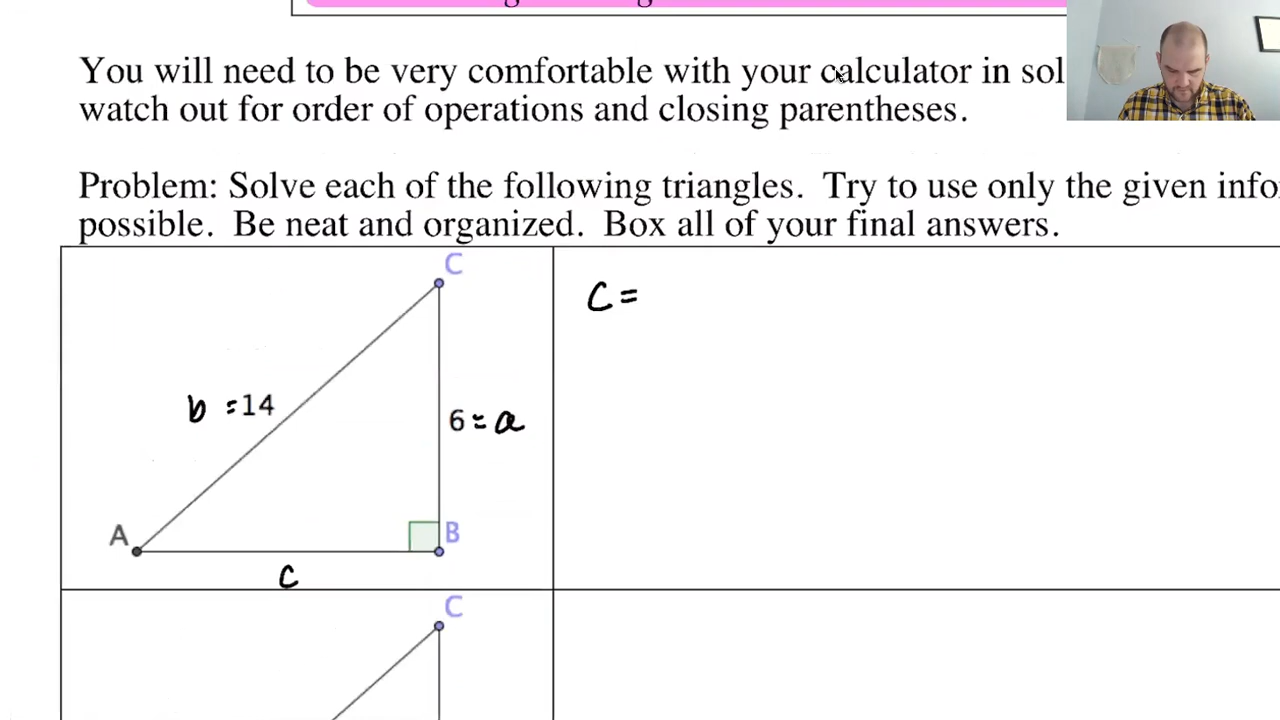 You will need to be very comfortable with your calculator in sol
watch out for order of operations and closing parentheses.
Problem: Solve each of the following triangles. Try to use only the given info
possible. Be neat and organized. Box all of your final answers.
C
c =
b = 14
6 = a
A
B
c
C